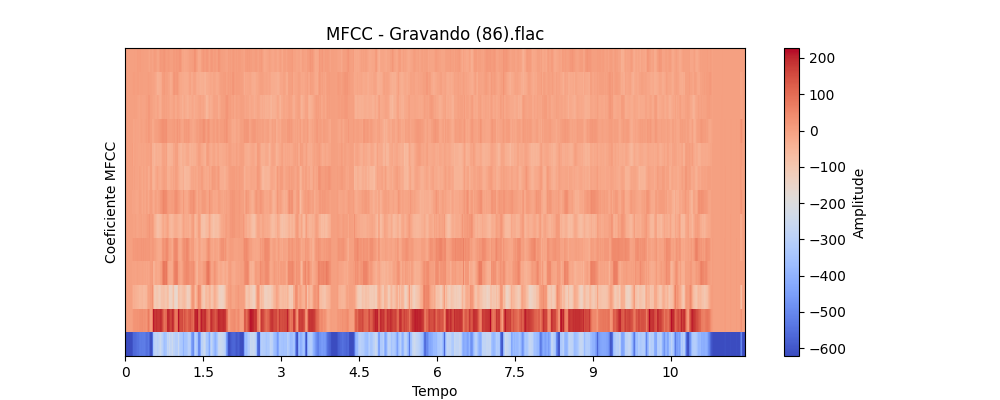 MFCC - Gravando (86).flac
Coeficiente MFCC
0 1.5 3 4.5 6 7.5 9 10
Tempo
200
100
0
−100
−200
−300
−400
−500
−600
Amplitude